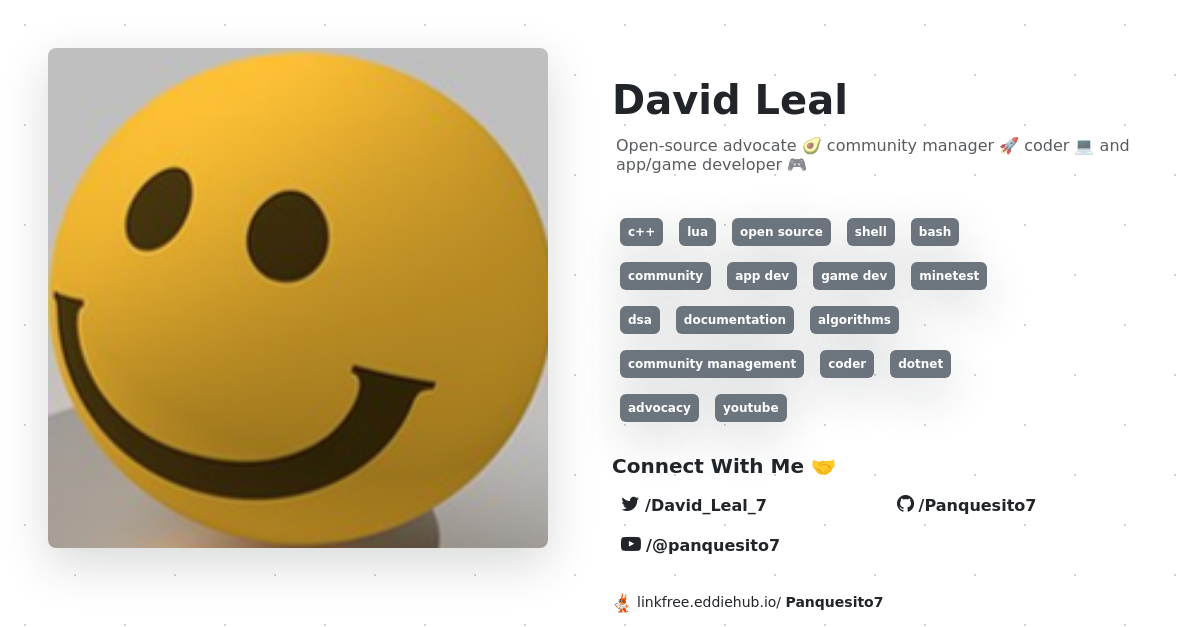 David Leal
Open-source advocate 🥑 community manager 🚀 coder 💻 and
app/game developer 🎮
c++ lua open source shell bash
community app dev game dev minetest
dsa documentation algorithms
community management coder dotnet
advocacy youtube
Connect With Me 🤝
/David_Leal_7 /Panquesito7
/@panquesito7
linkfree.eddiehub.io/ Panquesito7